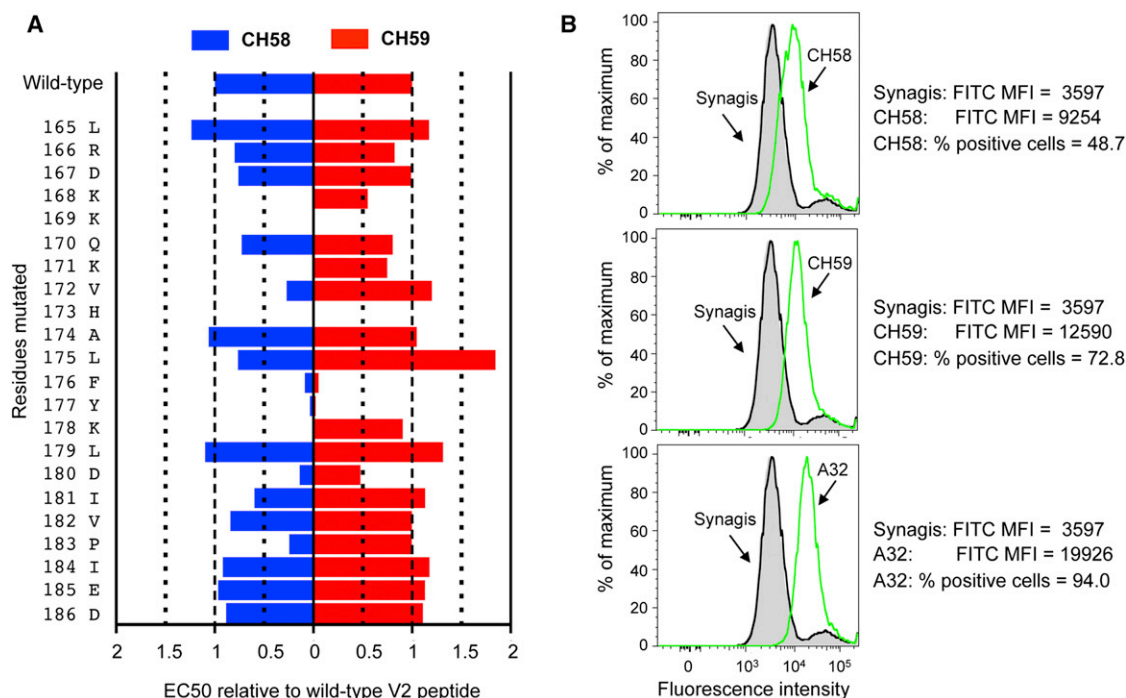 A
CH58 CH59
Wild-type
165 L
166 R
167 D
168 K
169 K
170 Q
171 K
172 V
173 H
174 A
175 L
176 F
177 Y
178 K
179 L
180 D
181 I
182 V
183 P
184 I
185 E
186 D
Residues mutated
2 1.5 1 0.5 0 0.5 1 1.5 2
EC50 relative to wild-type V2 peptide
B
% of maximum
100
80
60
40
20
0
Synagis
CH58
Synagis: FITC MFI = 3597
CH58: FITC MFI = 9254
CH58: % positive cells = 48.7
% of maximum
100
80
60
40
20
0
Synagis
CH59
Synagis: FITC MFI = 3597
CH59: FITC MFI = 12590
CH59: % positive cells = 72.8
% of maximum
100
80
60
40
20
0
Synagis
A32
Synagis: FITC MFI = 3597
A32: FITC MFI = 19926
A32: % positive cells = 94.0
0 10³ 10⁴ 10⁵
Fluorescence intensity